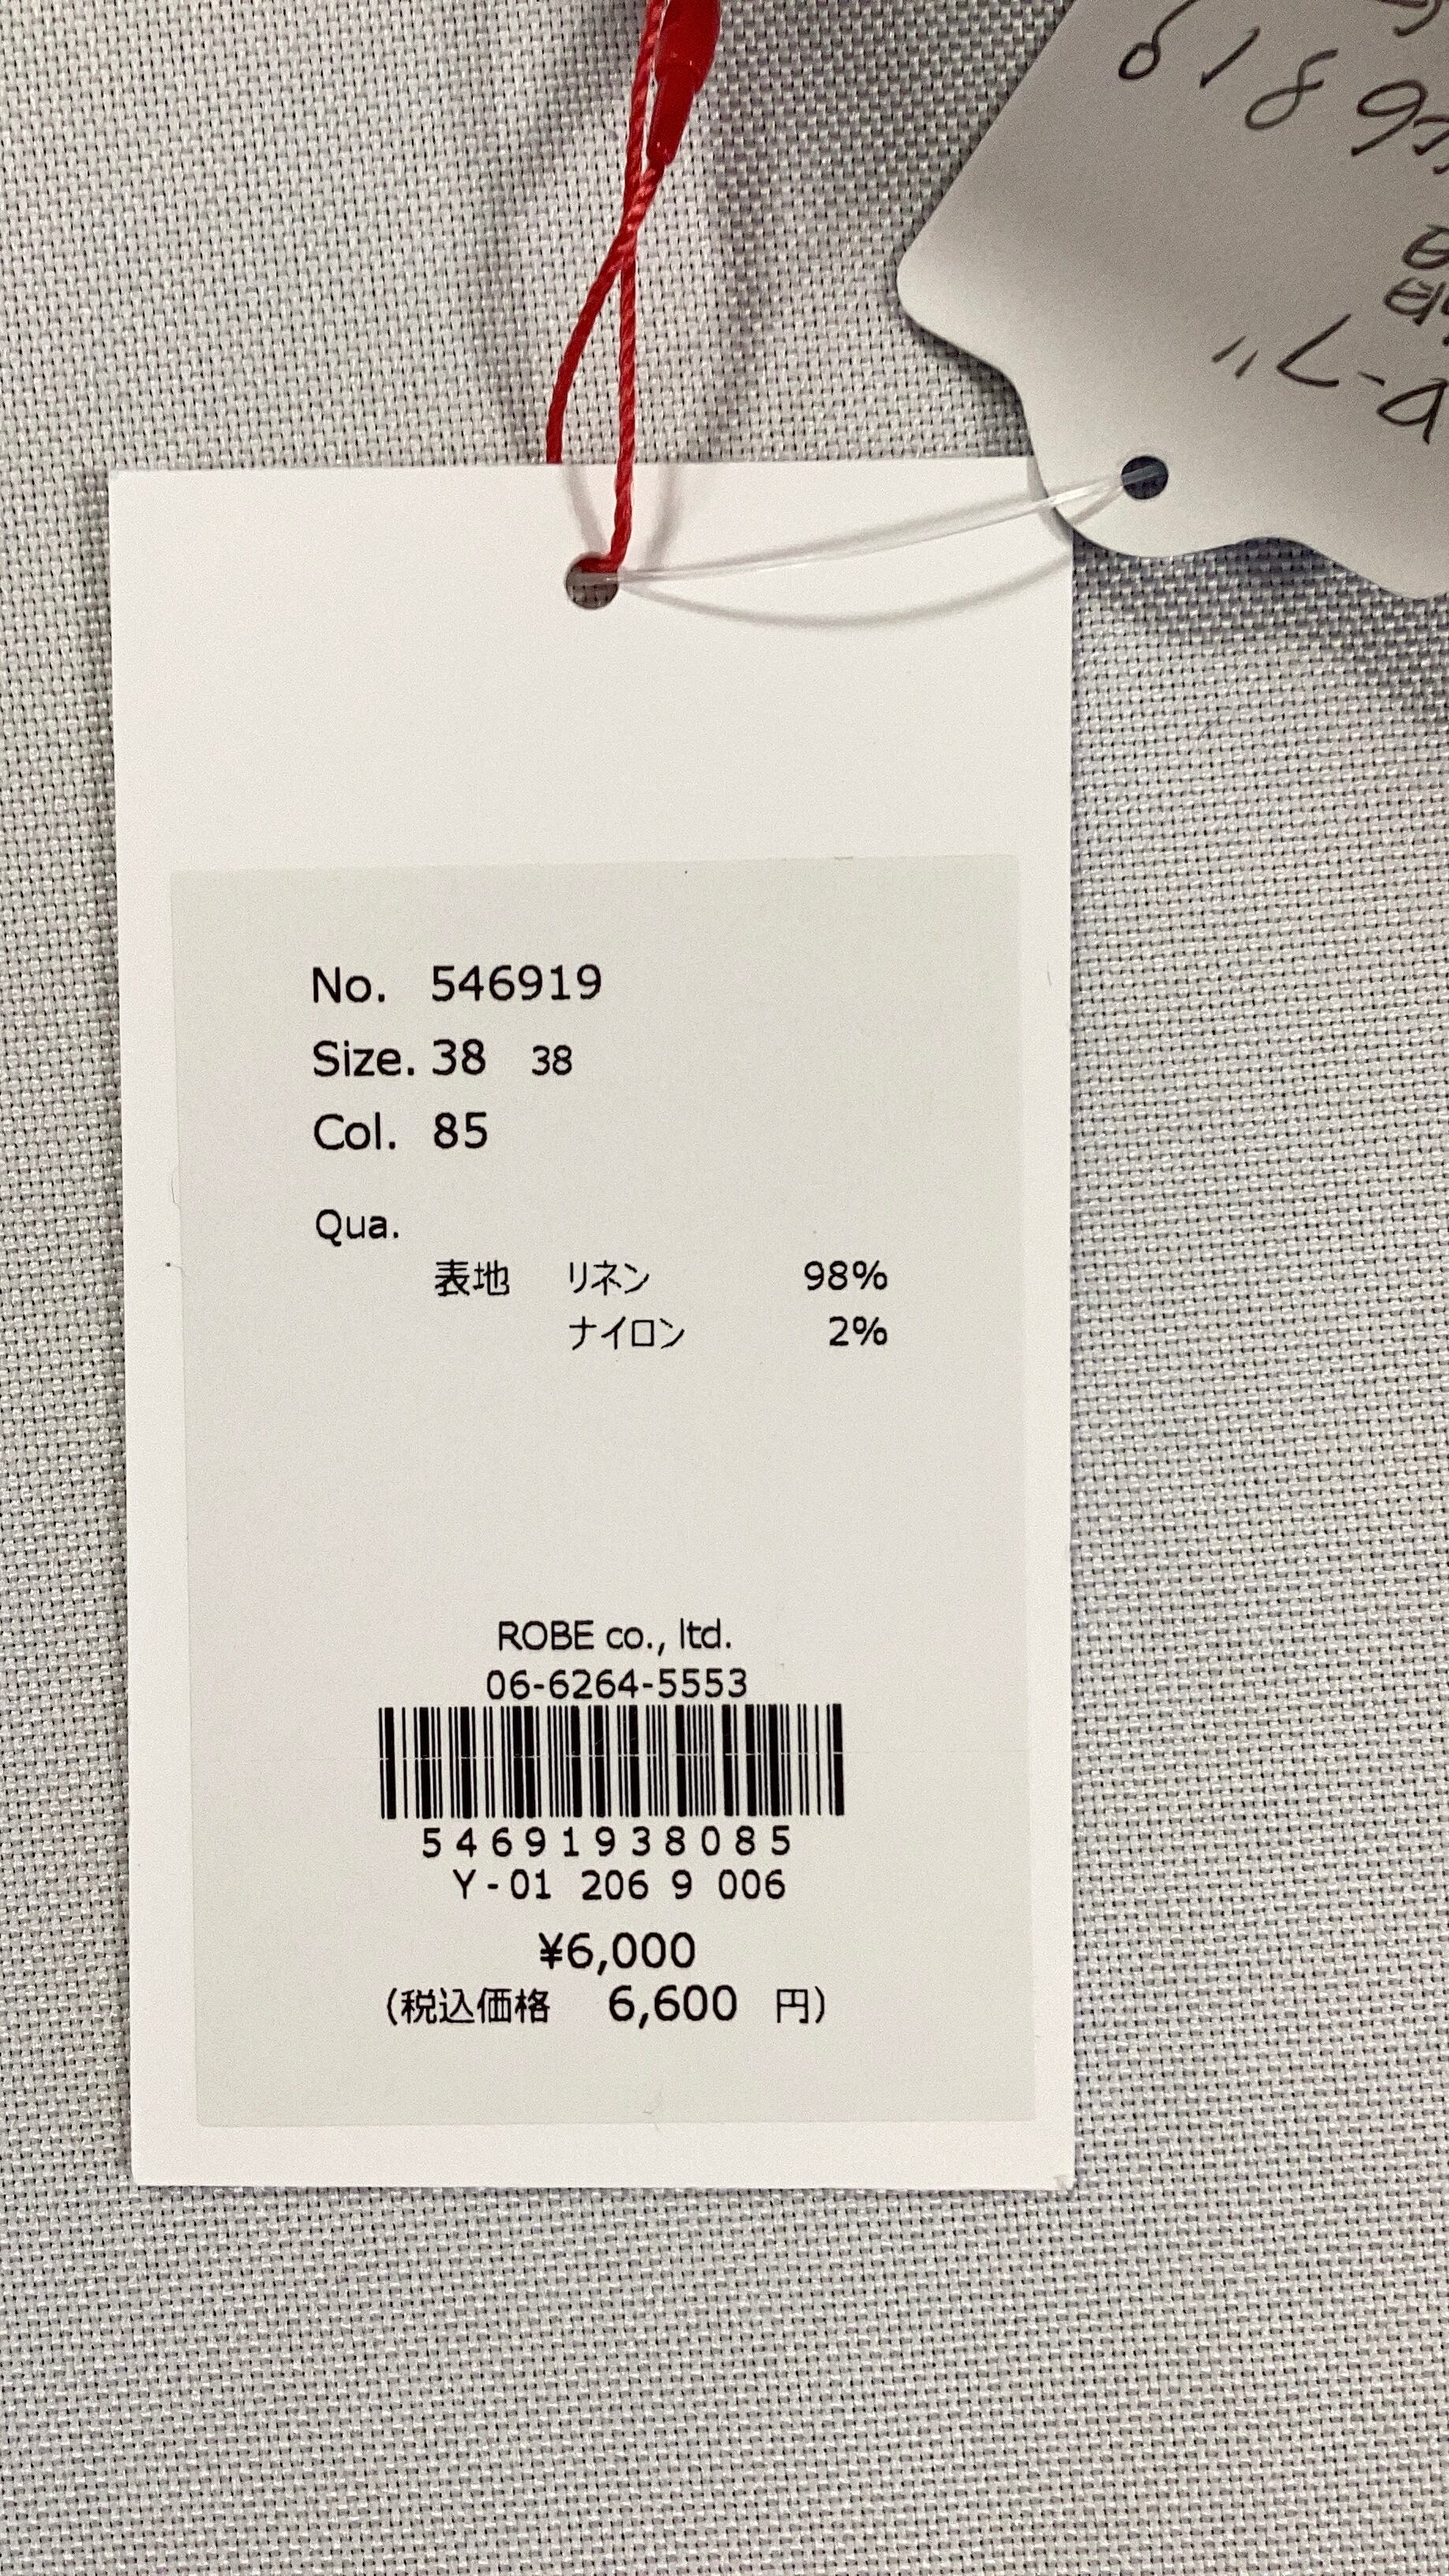 No. 546919
Size. 38 38
Col. 85
Qua.
表地 リネン 98%
ナイロン 2%
ROBE co., ltd.
06-6264-5553
54691938085
Y-01 206 9 006
¥6,000
(税込価格 6,600 円)